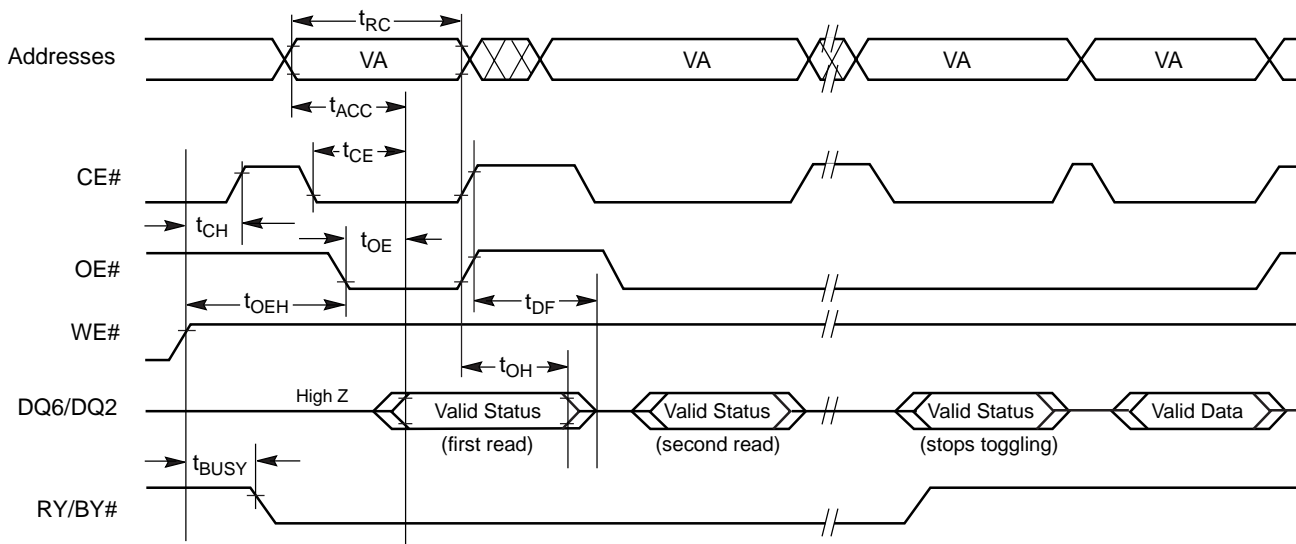 tRC
Addresses VA VA VA VA
tACC
tCE
CE#
tCH tOE
OE#
tOEH tDF
WE#
tOH
DQ6/DQ2 High Z Valid Status Valid Status Valid Status Valid Data
(first read) (second read) (stops toggling)
tBUSY
RY/BY#